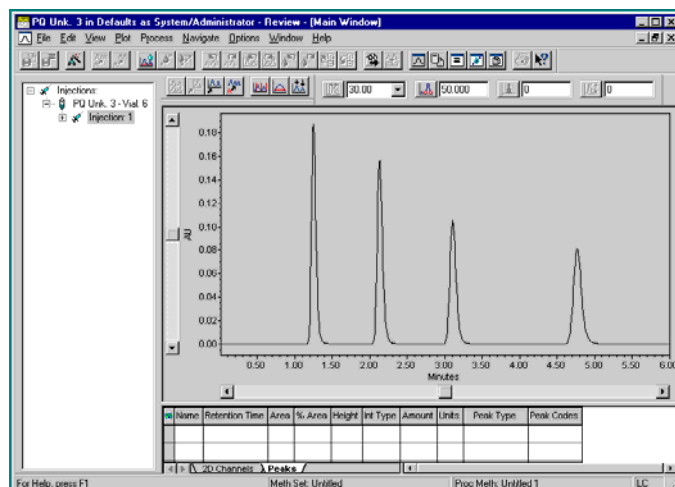 PQ Unk. 3 in Defaults as System/Administrator - Review - [Main Window]
File Edit View Plot Process Navigate Options Window Help
30.00 50.000 0 0
Injections:
PQ Unk. 3 - Vial: 6
Injection: 1
0.18
0.16
0.14
0.12
0.10
0.08
0.06
0.04
0.02
0.00
AU
0.50 1.00 1.50 2.00 2.50 3.00 3.50 4.00 4.50 5.00 5.50 6.00
Minutes
Name Retention Time Area % Area Height Int Type Amount Units Peak Type Peak Codes
2D Channels Peaks
For Help, press F1 Meth Set: Untitled Proc Meth: Untitled 1 LC